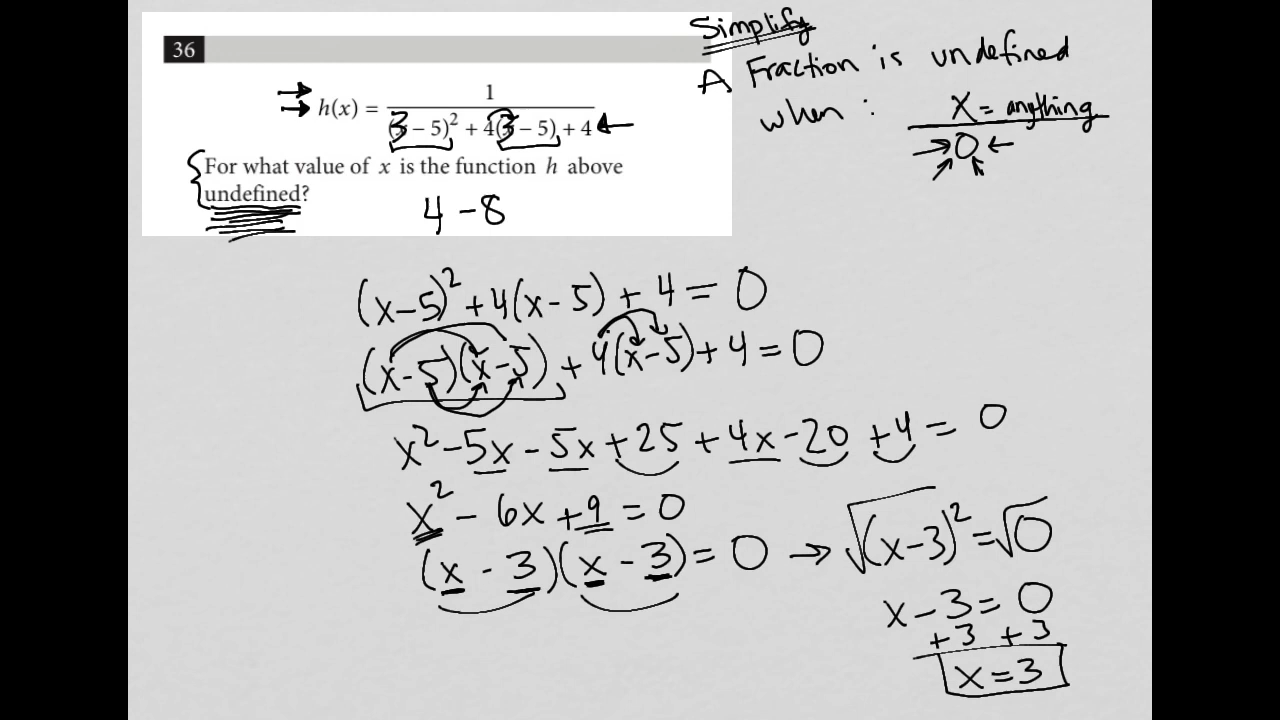 36
h(x) = 1 / ((3 − 5)² + 4(3 − 5) + 4)
For what value of x is the function h above
undefined?
4 −8
Simplify
A Fraction is undefined
when: x = anything
0
(x−5)² + 4(x−5) + 4 = 0
(x−5)(x−5) + 4(x−5) + 4 = 0
x² − 5x − 5x + 25 + 4x − 20 + 4 = 0
x² − 6x + 9 = 0
(x − 3)(x − 3) = 0 → √(x−3)² = √0
x − 3 = 0
+3 +3
x = 3